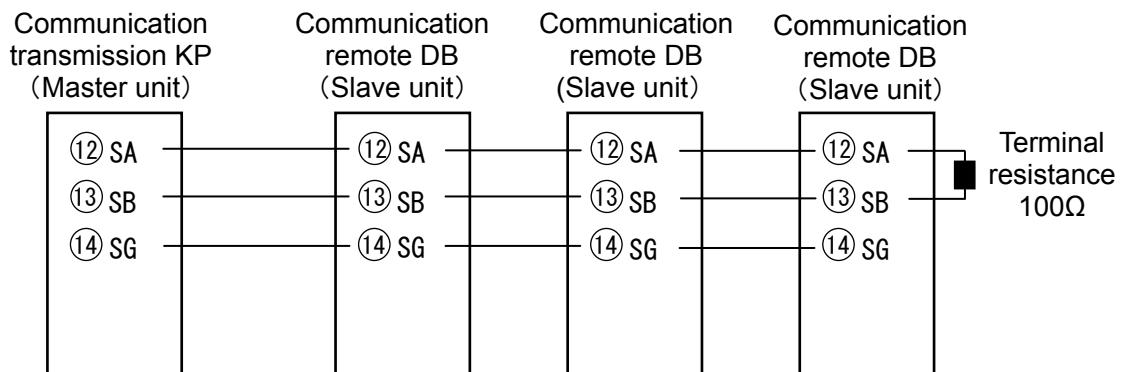 Communication
transmission KP
（Master unit）
Communication
remote DB
（Slave unit）
Communication
remote DB
(Slave unit）
Communication
remote DB
（Slave unit）
⑫ SA
⑬ SB
⑭ SG
⑫ SA
⑬ SB
⑭ SG
⑫ SA
⑬ SB
⑭ SG
⑫ SA
⑬ SB
⑭ SG
Terminal
resistance
100Ω